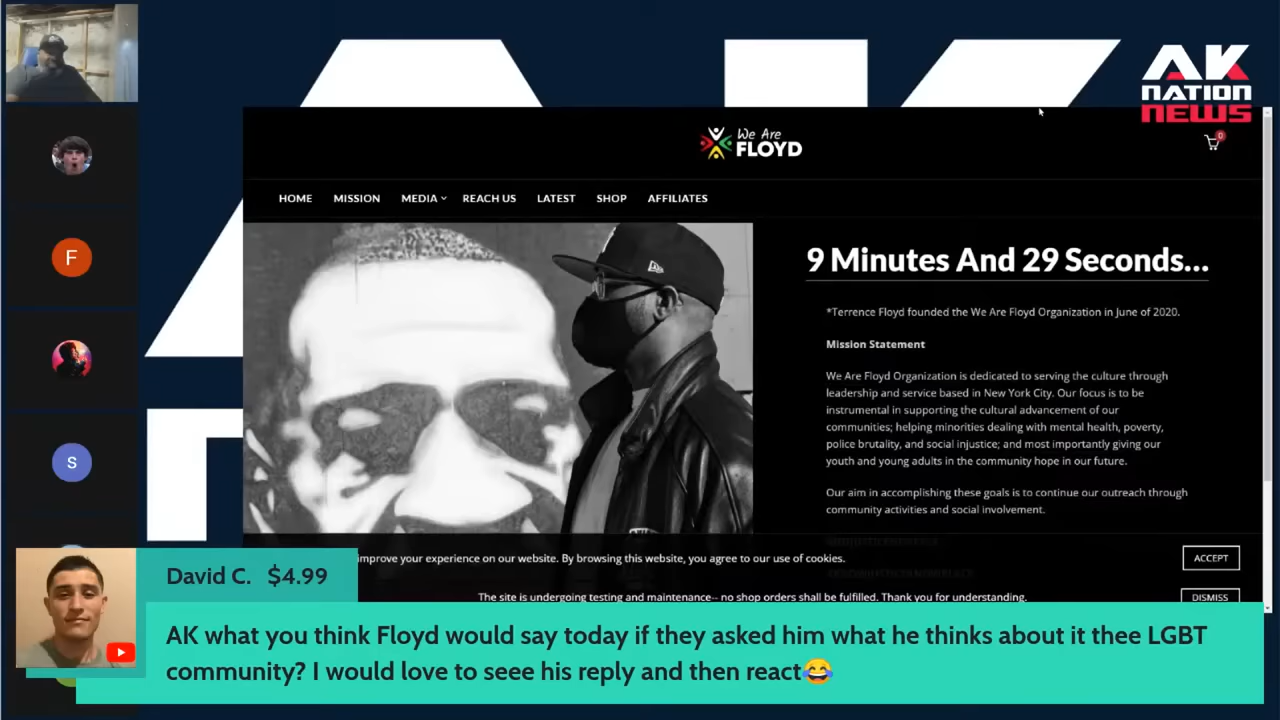 AK
NATION
NEWS
We Are
FLOYD
0
HOME MISSION MEDIA REACH US LATEST SHOP AFFILIATES
9 Minutes And 29 Seconds...
*Terrence Floyd founded the We Are Floyd Organization in June of 2020.
Mission Statement
We Are Floyd Organization is dedicated to serving the culture through
leadership and service based in New York City. Our focus is to be
instrumental in supporting the cultural advancement of our
communities; helping minorities dealing with mental health, poverty,
police brutality, and social injustice; and most importantly giving our
youth and young adults in the community hope in our future.
Our aim in accomplishing these goals is to continue our outreach through
community activities and social involvement.
F
S
improve your experience on our website. By browsing this website, you agree to our use of cookies.
ACCEPT
The site is undergoing testing and maintenance-- no shop orders shall be fulfilled. Thank you for understanding.
DISMISS
David C. $4.99
AK what you think Floyd would say today if they asked him what he thinks about it thee LGBT
community? I would love to seee his reply and then react😂